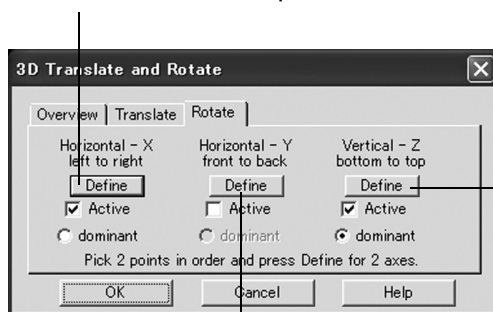 3D Translate and Rotate
Overview Translate Rotate
Horizontal - X Horizontal - Y Vertical - Z
left to right front to back bottom to top
Define Define Define
Active Active Active
dominant dominant dominant
Pick 2 points in order and press Define for 2 axes.
OK Cancel Help